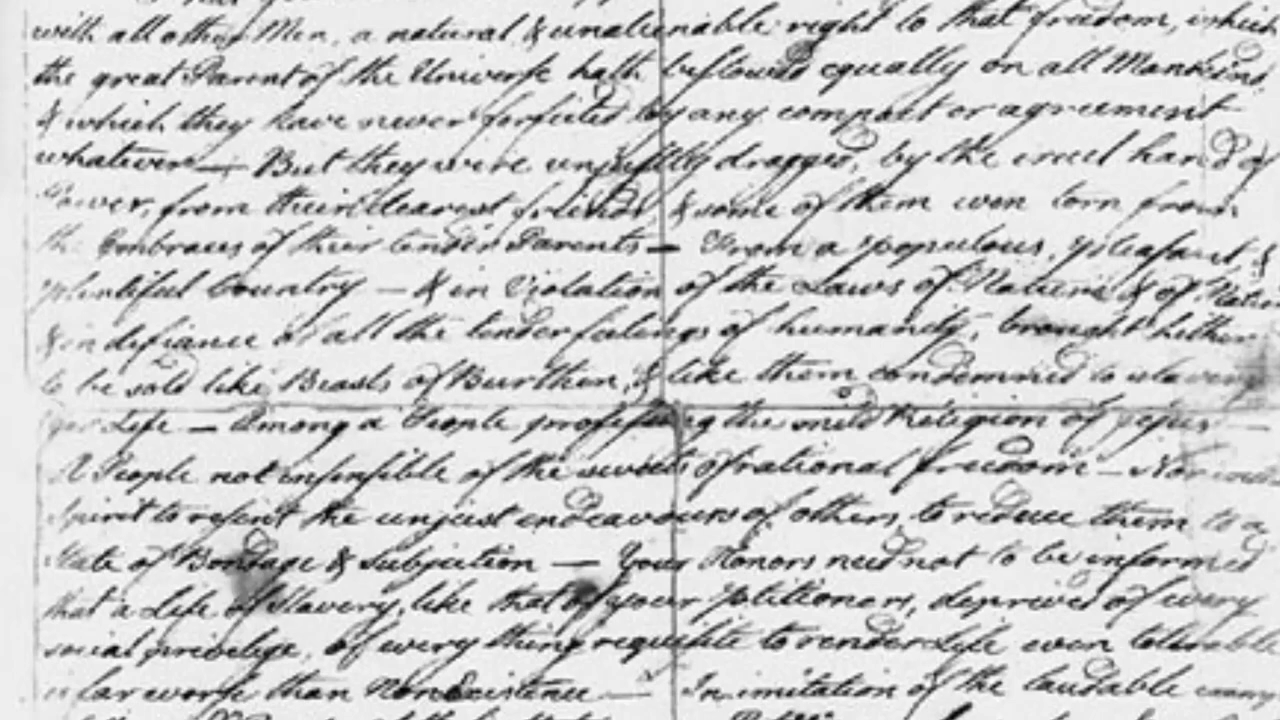 with all other Men, a natural & unalienable right to that freedom, which
the great Parent of the Universe hath bestowed equally on all Mankind
& which they have never forfeited by any compact or agreement
whatever — But they were unjustly dragged, by the cruel hand of
Power, from their dearest friends, & some of them even torn from
the Embraces of their tender Parents — From a populous, pleasant &
plentiful Country — & in Violation of the Laws of Nature & of Nation
& in defiance of all the tender feelings of humanity, brought hither
to be sold like Beasts of Burthen, & like them condemned to slavery
for Life — Among a People professing the mild Religion of Jesus —
A People not insensible of the sweets of rational freedom — Nor without
spirit to resent the unjust endeavours of others to reduce them to a
State of Bondage & Subjection — Your Honors need not to be informed
that a Life of Slavery, like that of your petitioners, deprived of every
social privilege, of every thing requisite to render Life even tolerable
is far worse than Non-Existence — In imitation of the laudable